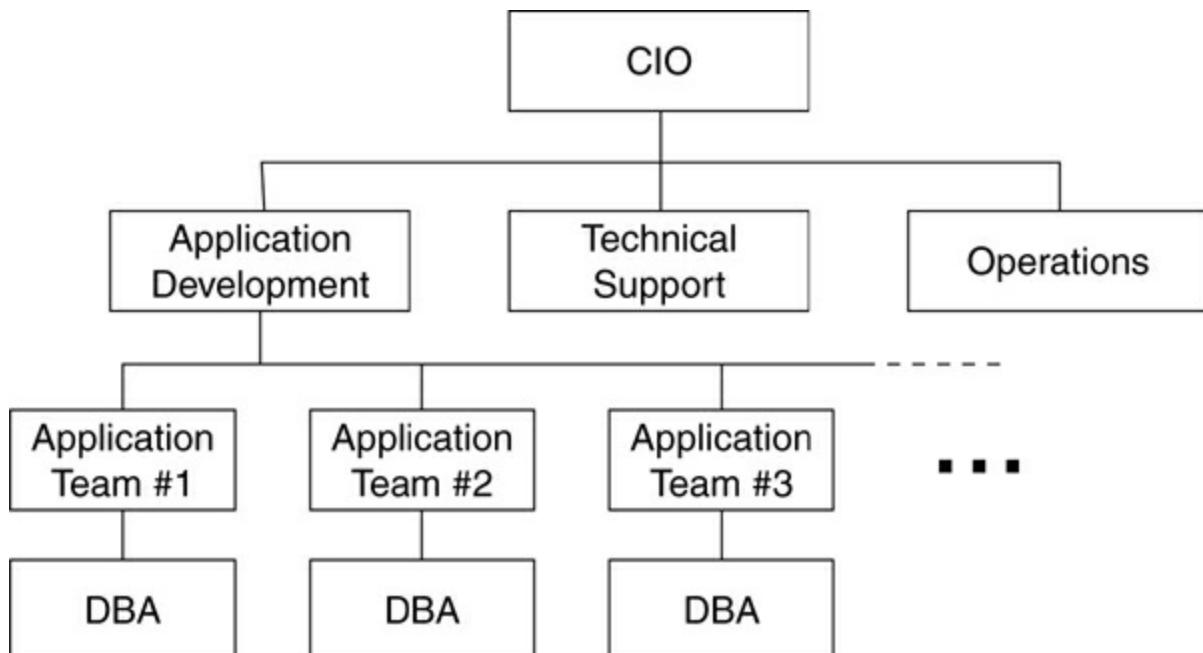 CIO
Application
Development
Technical
Support
Operations
Application
Team #1
Application
Team #2
Application
Team #3
DBA
DBA
DBA